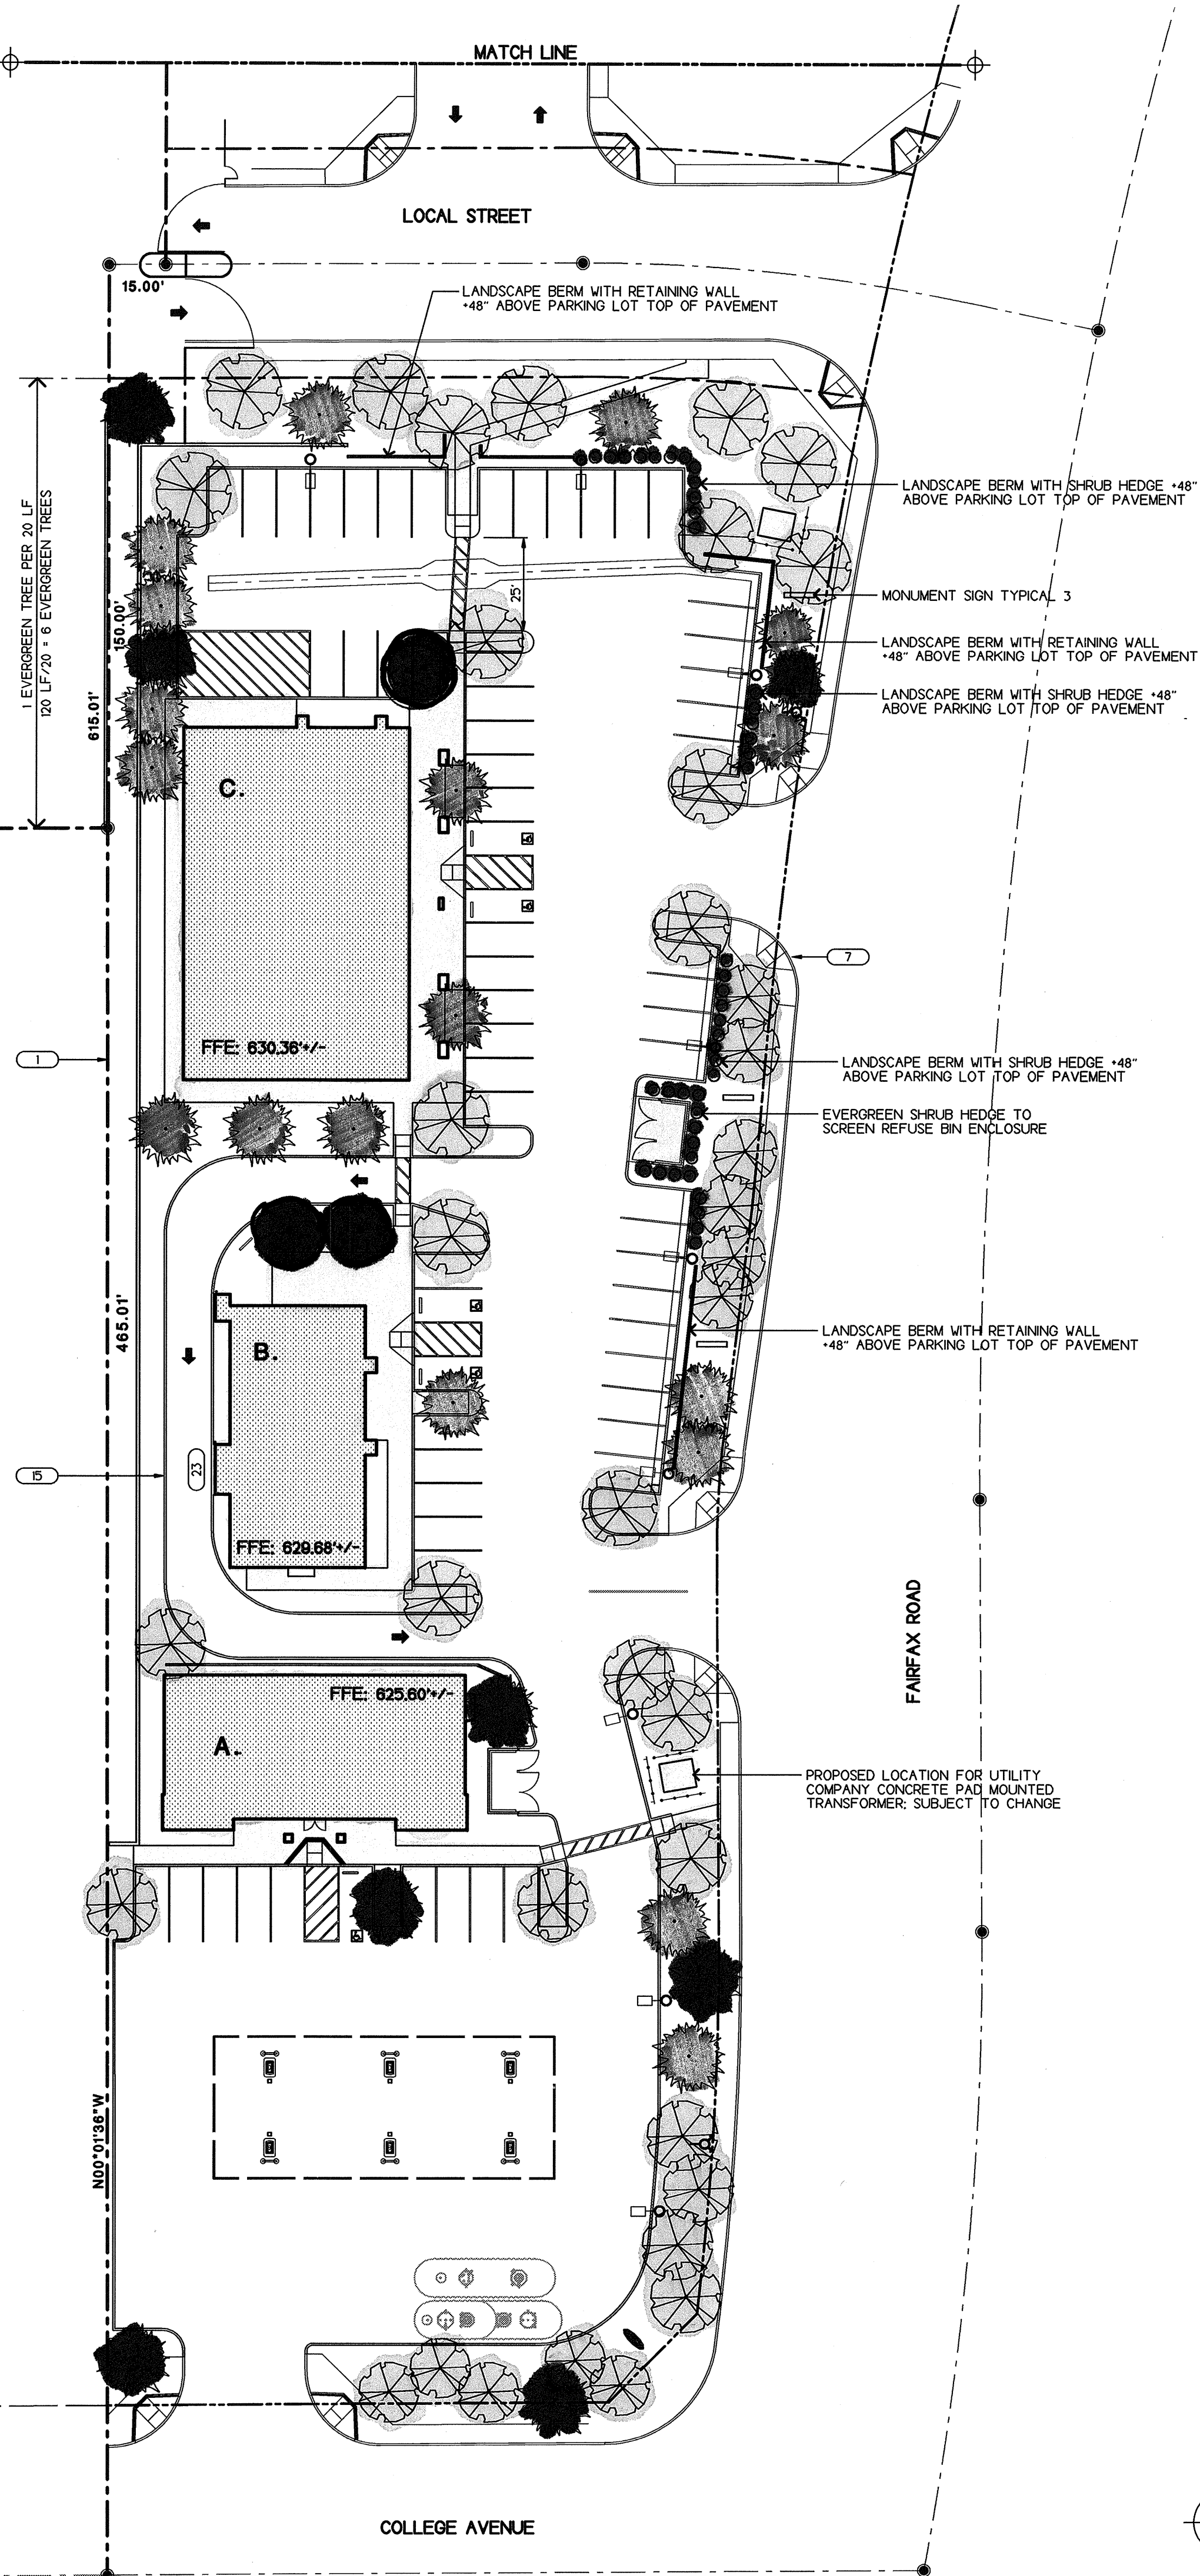 MATCH LINE
LOCAL STREET
15.00'
LANDSCAPE BERM WITH RETAINING WALL
+48" ABOVE PARKING LOT TOP OF PAVEMENT
1 EVERGREEN TREE PER 20 LF
120 LF/20 = 6 EVERGREEN TREES
LANDSCAPE BERM WITH SHRUB HEDGE +48"
ABOVE PARKING LOT TOP OF PAVEMENT
25'
MONUMENT SIGN TYPICAL 3
150.00'
615.01'
LANDSCAPE BERM WITH RETAINING WALL
+48" ABOVE PARKING LOT TOP OF PAVEMENT
LANDSCAPE BERM WITH SHRUB HEDGE +48"
ABOVE PARKING LOT TOP OF PAVEMENT
C.
7
FFE: 630.36'+/-
1
LANDSCAPE BERM WITH SHRUB HEDGE +48"
ABOVE PARKING LOT TOP OF PAVEMENT
EVERGREEN SHRUB HEDGE TO
SCREEN REFUSE BIN ENCLOSURE
465.01'
B.
LANDSCAPE BERM WITH RETAINING WALL
+48" ABOVE PARKING LOT TOP OF PAVEMENT
15
23
FFE: 629.68'+/-
FAIRFAX ROAD
FFE: 625.60'+/-
A.
PROPOSED LOCATION FOR UTILITY
COMPANY CONCRETE PAD MOUNTED
TRANSFORMER; SUBJECT TO CHANGE
N00°01'36"W
COLLEGE AVENUE